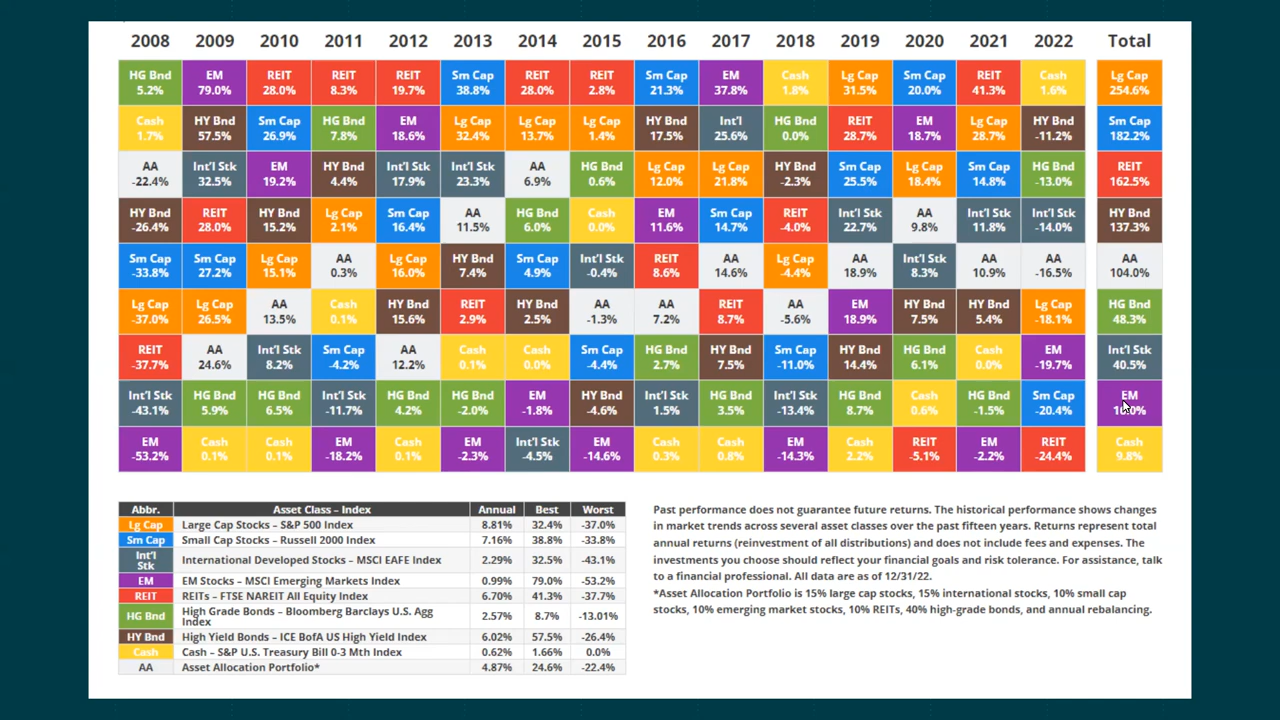 2008 2009 2010 2011 2012 2013 2014 2015 2016 2017 2018 2019 2020 2021 2022 Total
HG Bnd EM REIT REIT REIT Sm Cap REIT REIT Sm Cap EM Cash Lg Cap Sm Cap REIT Cash Lg Cap
5.2% 79.0% 28.0% 8.3% 19.7% 38.8% 28.0% 2.8% 21.3% 37.8% 1.8% 31.5% 20.0% 41.3% 1.6% 254.6%
Cash HY Bnd Sm Cap HG Bnd EM Lg Cap Lg Cap Lg Cap HY Bnd Int'l HG Bnd REIT EM Lg Cap HY Bnd Sm Cap
1.7% 57.5% 26.9% 7.8% 18.6% 32.4% 13.7% 1.4% 17.5% 25.6% 0.0% 28.7% 18.7% 28.7% -11.2% 182.2%
AA Int'l Stk EM HY Bnd Int'l Stk Int'l Stk AA HG Bnd Lg Cap Lg Cap HY Bnd Sm Cap Lg Cap Sm Cap HG Bnd REIT
-22.4% 32.5% 19.2% 4.4% 17.9% 23.3% 6.9% 0.6% 12.0% 21.8% -2.3% 25.5% 18.4% 14.8% -13.0% 162.5%
HY Bnd REIT HY Bnd Lg Cap Sm Cap AA HG Bnd Cash EM Sm Cap REIT Int'l Stk AA Int'l Stk Int'l Stk HY Bnd
-26.4% 28.0% 15.2% 2.1% 16.4% 11.5% 6.0% 0.0% 11.6% 14.7% -4.0% 22.7% 9.8% 11.8% -14.0% 137.3%
Sm Cap Sm Cap Lg Cap AA Lg Cap HY Bnd Sm Cap Int'l Stk REIT AA Lg Cap AA Int'l Stk AA AA AA
-33.8% 27.2% 15.1% 0.3% 16.0% 7.4% 4.9% -0.4% 8.6% 14.6% -4.4% 18.9% 8.3% 10.9% -16.5% 104.0%
Lg Cap Lg Cap AA Cash HY Bnd REIT HY Bnd AA AA REIT AA EM HY Bnd HY Bnd Lg Cap HG Bnd
-37.0% 26.5% 13.5% 0.1% 15.6% 2.9% 2.5% -1.3% 7.2% 8.7% -5.6% 18.9% 7.5% 5.4% -18.1% 48.3%
REIT AA Int'l Stk Sm Cap AA Cash Cash Sm Cap HG Bnd HY Bnd Sm Cap HY Bnd HG Bnd Cash EM Int'l Stk
-37.7% 24.6% 8.2% -4.2% 12.2% 0.1% 0.0% -4.4% 2.7% 7.5% -11.0% 14.4% 6.1% 0.0% -19.7% 40.5%
Int'l Stk HG Bnd HG Bnd Int'l Stk HG Bnd HG Bnd EM HY Bnd Int'l Stk HG Bnd Int'l Stk HG Bnd Cash HG Bnd Sm Cap EM
-43.1% 5.9% 6.5% -11.7% 4.2% -2.0% -1.8% -4.6% 1.5% 3.5% -13.4% 8.7% 0.6% -1.5% -20.4%
EM Cash Cash EM Cash EM Int'l Stk EM Cash Cash EM Cash REIT EM REIT Cash
-53.2% 0.1% 0.1% -18.2% 0.1% -2.3% -4.5% -14.6% 0.3% 0.8% -14.3% 2.2% -5.1% -2.2% -24.4% 9.8%
Abbr. Asset Class – Index Annual Best Worst
Lg Cap Large Cap Stocks – S&P 500 Index 8.81% 32.4% -37.0%
Sm Cap Small Cap Stocks – Russell 2000 Index 7.16% 38.8% -33.8%
Int'l
Stk International Developed Stocks – MSCI EAFE Index 2.29% 32.5% -43.1%
EM EM Stocks – MSCI Emerging Markets Index 0.99% 79.0% -53.2%
REIT REITs – FTSE NAREIT All Equity Index 6.70% 41.3% -37.7%
HG Bnd High Grade Bonds – Bloomberg Barclays U.S. Agg
Index 2.57% 8.7% -13.01%
HY Bnd High Yield Bonds – ICE BofA US High Yield Index 6.02% 57.5% -26.4%
Cash Cash – S&P U.S. Treasury Bill 0-3 Mth Index 0.62% 1.66% 0.0%
AA Asset Allocation Portfolio* 4.87% 24.6% -22.4%
Past performance does not guarantee future returns. The historical performance shows changes
in market trends across several asset classes over the past fifteen years. Returns represent total
annual returns (reinvestment of all distributions) and does not include fees and expenses. The
investments you choose should reflect your financial goals and risk tolerance. For assistance, talk
to a financial professional. All data are as of 12/31/22.
*Asset Allocation Portfolio is 15% large cap stocks, 15% international stocks, 10% small cap
stocks, 10% emerging market stocks, 10% REITs, 40% high-grade bonds, and annual rebalancing.